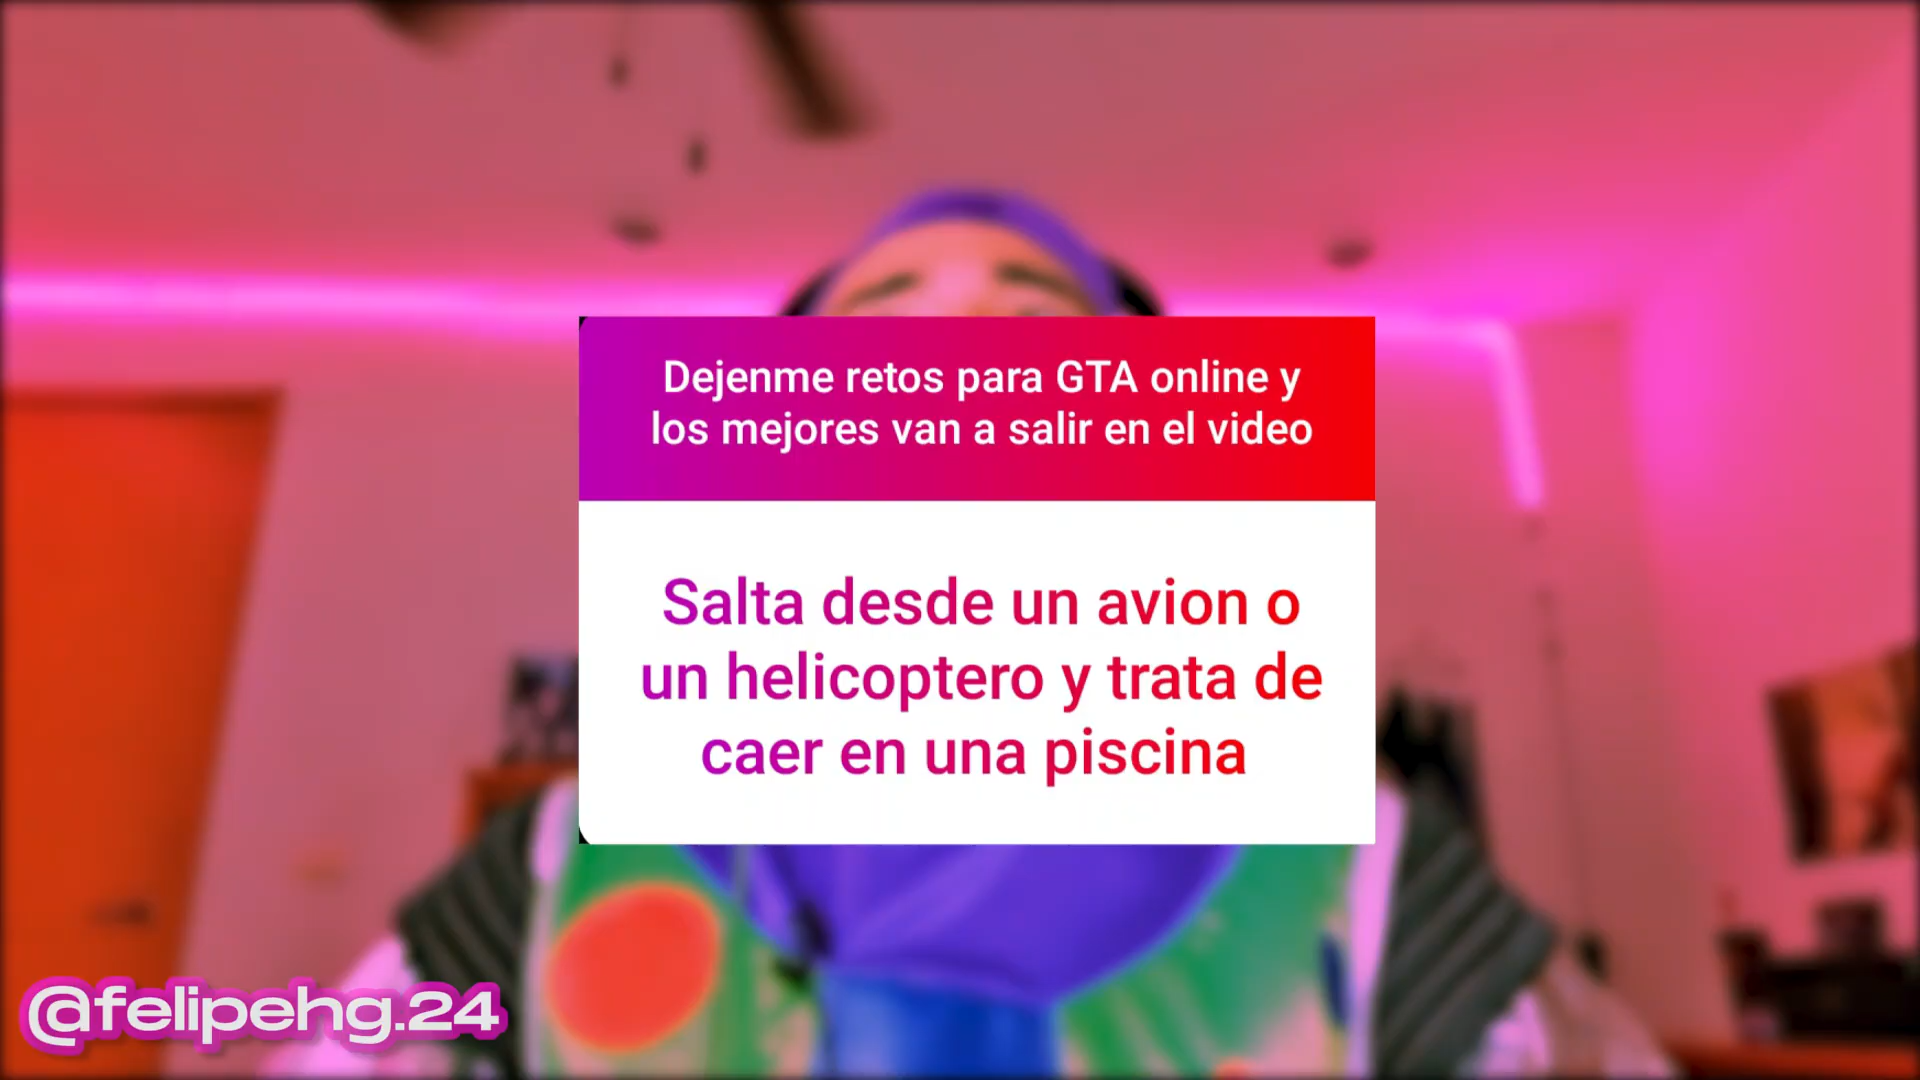 Dejenme retos para GTA online y
los mejores van a salir en el video
Salta desde un avion o
un helicoptero y trata de
caer en una piscina
@felipehg.24